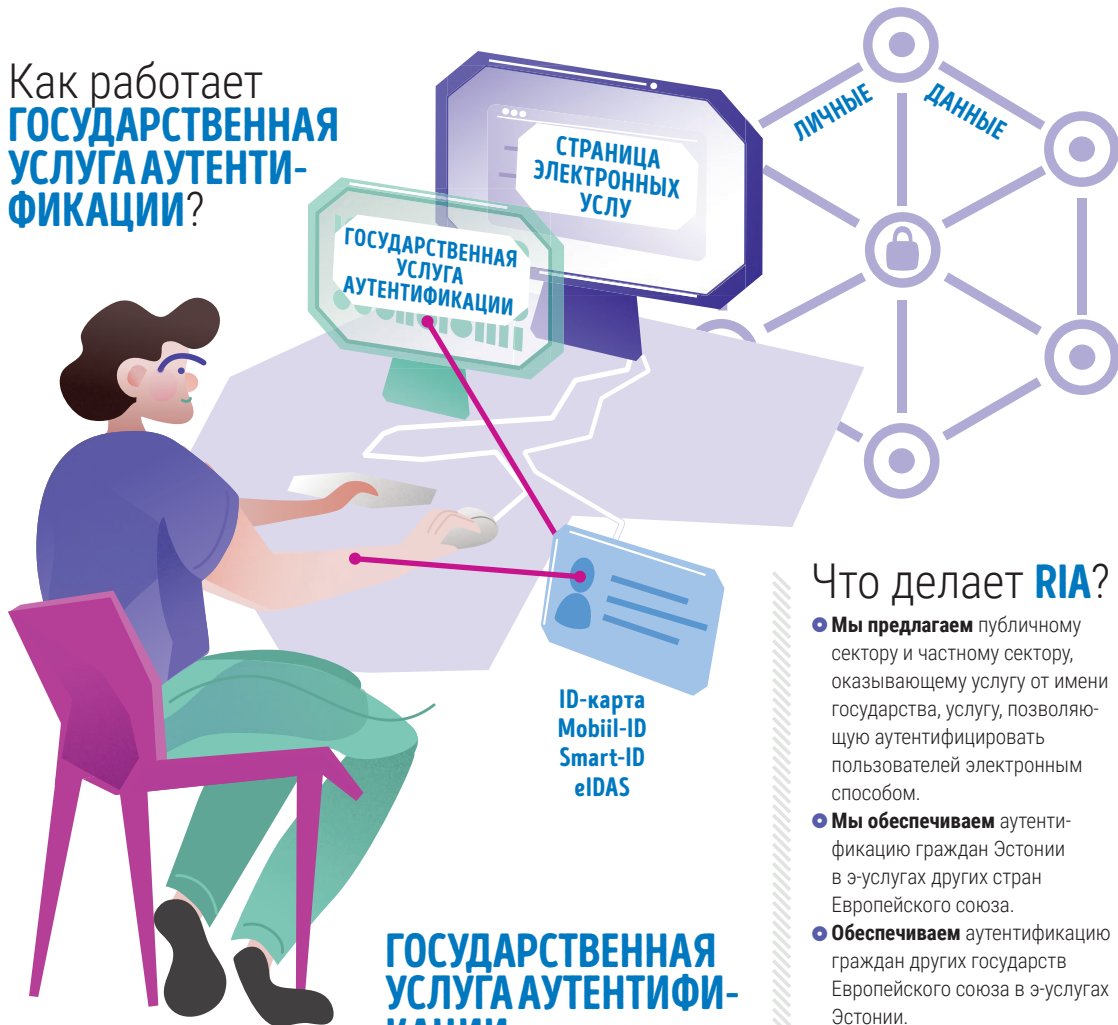 Как работает
ГОСУДАРСТВЕННАЯ
УСЛУГА АУТЕНТИ-
ФИКАЦИИ?
СТРАНИЦА
ЭЛЕКТРОННЫХ
УСЛУ
ЛИЧНЫЕ
ДАННЫЕ
ГОСУДАРСТВЕННАЯ
УСЛУГА
АУТЕНТИФИКАЦИИ
ID-карта
Mobiil-ID
Smart-ID
eIDAS
Что делает RIA?
Мы предлагаем публичному
сектору и частному сектору,
оказывающему услугу от имени
государства, услугу, позволяю-
щую аутентифицировать
пользователей электронным
способом.
Мы обеспечиваем аутенти-
фикацию граждан Эстонии
в э-услугах других стран
Европейского союза.
Обеспечиваем аутентификацию
граждан других государств
Европейского союза в э-услугах
Эстонии.
ГОСУДАРСТВЕННАЯ
УСЛУГА АУТЕНТИФИ-
КАЦИИ